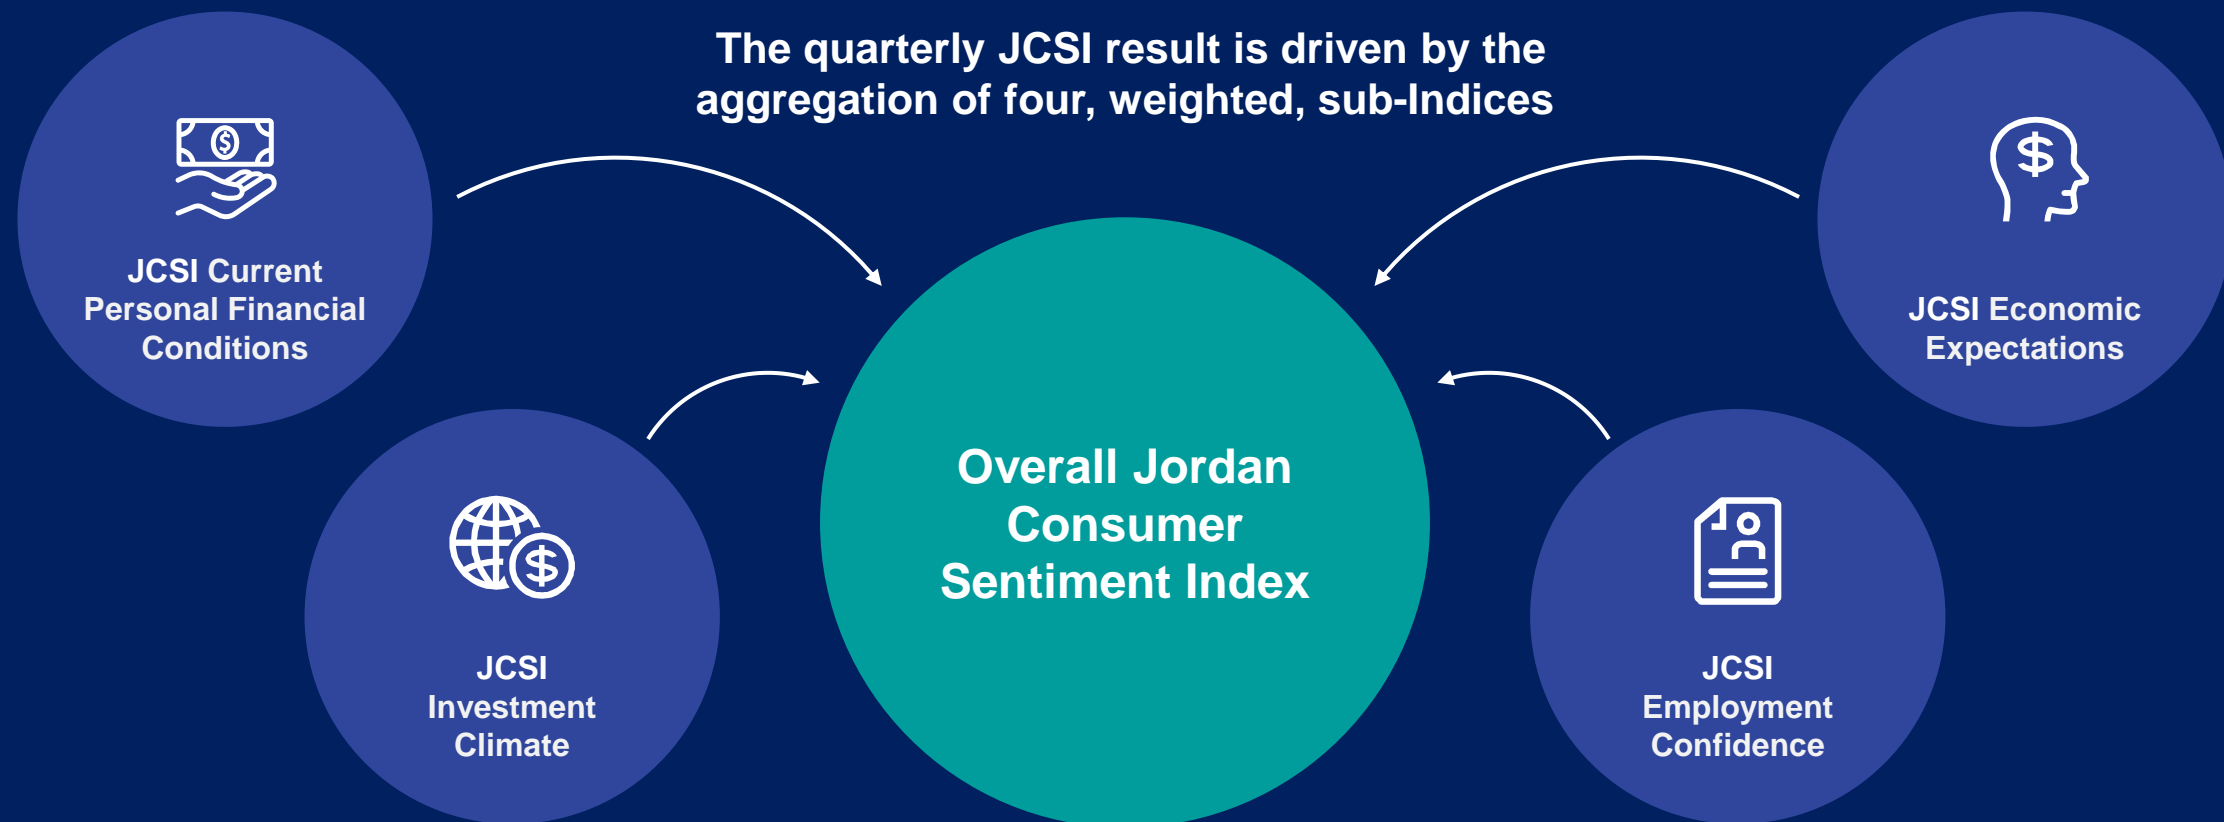 The quarterly JCSI result is driven by the
aggregation of four, weighted, sub-Indices
JCSI Current
Personal Financial
Conditions
JCSI Economic
Expectations
JCSI
Investment
Climate
Overall Jordan
Consumer
Sentiment Index
JCSI
Employment
Confidence